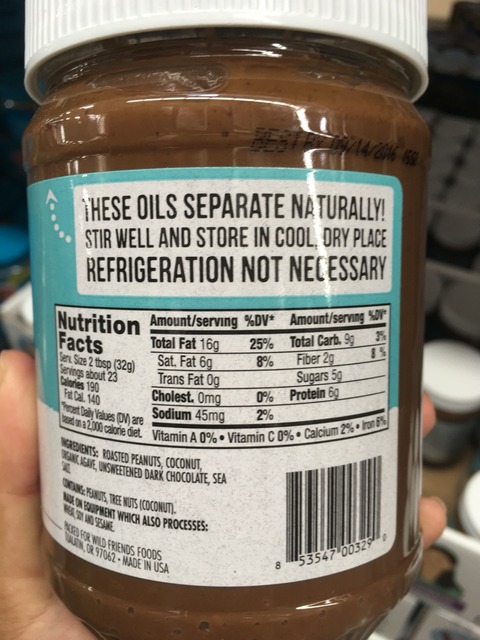 BEST BY 09/14/2016
THESE OILS SEPARATE NATURALLY!
STIR WELL AND STORE IN COOL, DRY PLACE
REFRIGERATION NOT NECESSARY
Nutrition Facts
Serv. Size 2 tbsp (32g)
Servings about 23
Calories 190
Fat Cal. 140
*Percent Daily Values (DV) are
based on a 2,000 calorie diet.
Amount/serving %DV*
Total Fat 16g 25%
Sat. Fat 6g 8%
Trans Fat 0g
Cholest. 0mg 0%
Sodium 45mg 2%
Amount/serving %DV*
Total Carb. 9g 3%
Fiber 2g 8%
Sugars 5g
Protein 6g
Vitamin A 0% • Vitamin C 0% • Calcium 2% • Iron 6%
INGREDIENTS: ROASTED PEANUTS, COCONUT,
ORGANIC AGAVE, UNSWEETENED DARK CHOCOLATE, SEA
SALT.
CONTAINS: PEANUTS, TREE NUTS (COCONUT).
MADE ON EQUIPMENT WHICH ALSO PROCESSES:
WHEAT, SOY AND SESAME.
PACKED FOR WILD FRIENDS FOODS
TUALATIN, OR 97062 • MADE IN USA
8 53547 00329 0